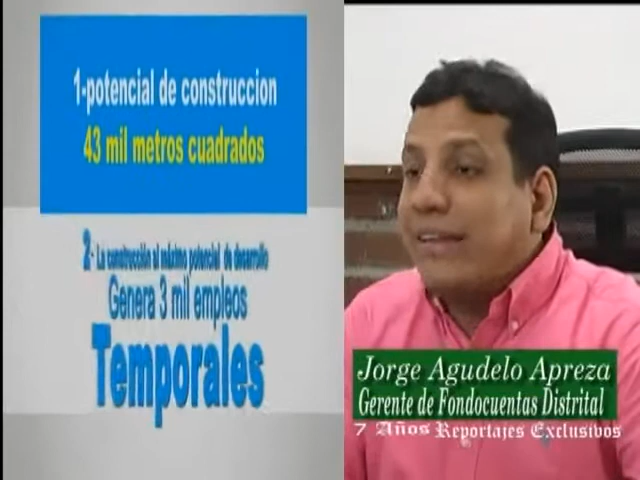 1-potencial de construccion
43 mil metros cuadrados
2- La construcción al máximo potencial de desarrollo
Genera 3 mil empleos
Temporales
Jorge Agudelo Apreza
Gerente de Fondocuentas Distrital
7 Años Reportajes Exclusivos